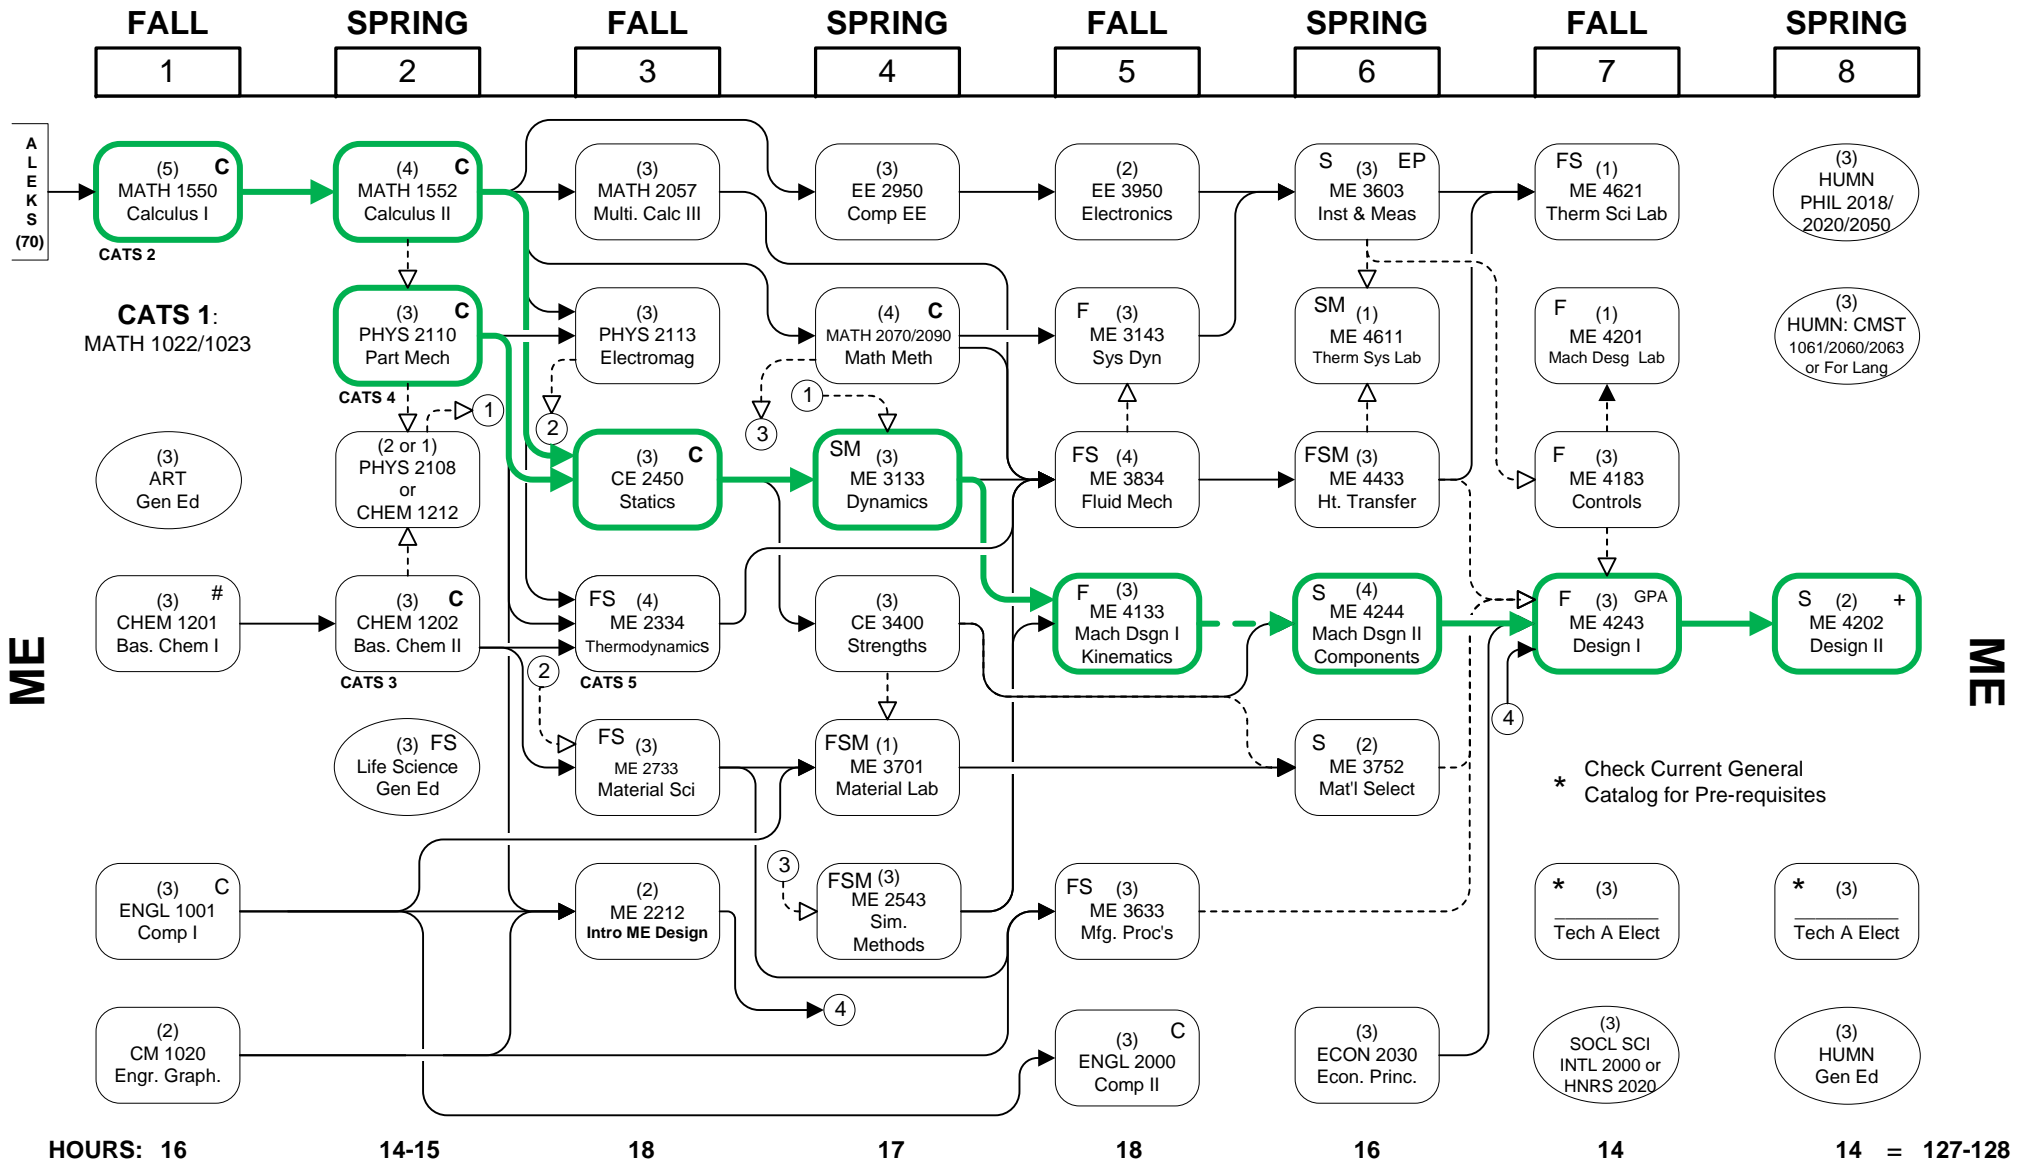 FALL
SPRING
FALL
SPRING
FALL
SPRING
FALL
SPRING
1
2
3
4
5
6
7
8
A
L
E
K
S
(70)
(5) C
MATH 1550
Calculus I
CATS 2
(4) C
MATH 1552
Calculus II
(3)
MATH 2057
Multi. Calc III
(3)
EE 2950
Comp EE
(2)
EE 3950
Electronics
S (3) EP
ME 3603
Inst & Meas
FS (1)
ME 4621
Therm Sci Lab
(3)
HUMN
PHIL 2018/
2020/2050
CATS 1:
MATH 1022/1023
(3) C
PHYS 2110
Part Mech
CATS 4
(3)
PHYS 2113
Electromag
(4) C
MATH 2070/2090
Math Meth
F (3)
ME 3143
Sys Dyn
SM
(1)
ME 4611
Therm Sys Lab
F
(1)
ME 4201
Mach Desg Lab
(3)
HUMN: CMST
1061/2060/2063
or For Lang
1
2
3
1
(3)
ART
Gen Ed
(2 or 1)
PHYS 2108
or
CHEM 1212
(3) C
CE 2450
Statics
SM
(3)
ME 3133
Dynamics
FS (4)
ME 3834
Fluid Mech
FSM (3)
ME 4433
Ht. Transfer
F (3)
ME 4183
Controls
ME
(3) #
CHEM 1201
Bas. Chem I
(3) C
CHEM 1202
Bas. Chem II
CATS 3
FS (4)
ME 2334
Thermodynamics
CATS 5
(3)
CE 3400
Strengths
F (3)
ME 4133
Mach Dsgn I
Kinematics
S (4)
ME 4244
Mach Dsgn II
Components
F (3) GPA
ME 4243
Design I
S (2) +
ME 4202
Design II
ME
2
4
(3) FS
Life Science
Gen Ed
FS (3)
ME 2733
Material Sci
FSM (1)
ME 3701
Material Lab
S (2)
ME 3752
Mat'l Select
* Check Current General
Catalog for Pre-requisites
(3) C
ENGL 1001
Comp I
(2)
ME 2212
Intro ME Design
3
FSM (3)
ME 2543
Sim.
Methods
FS (3)
ME 3633
Mfg. Proc's
* (3)
Tech A Elect
* (3)
Tech A Elect
4
(2)
CM 1020
Engr. Graph.
(3) C
ENGL 2000
Comp II
(3)
ECON 2030
Econ. Princ.
(3)
SOCL SCI
INTL 2000 or
HNRS 2020
(3)
HUMN
Gen Ed
HOURS: 16 14-15 18 17 18 16 14 14 = 127-128